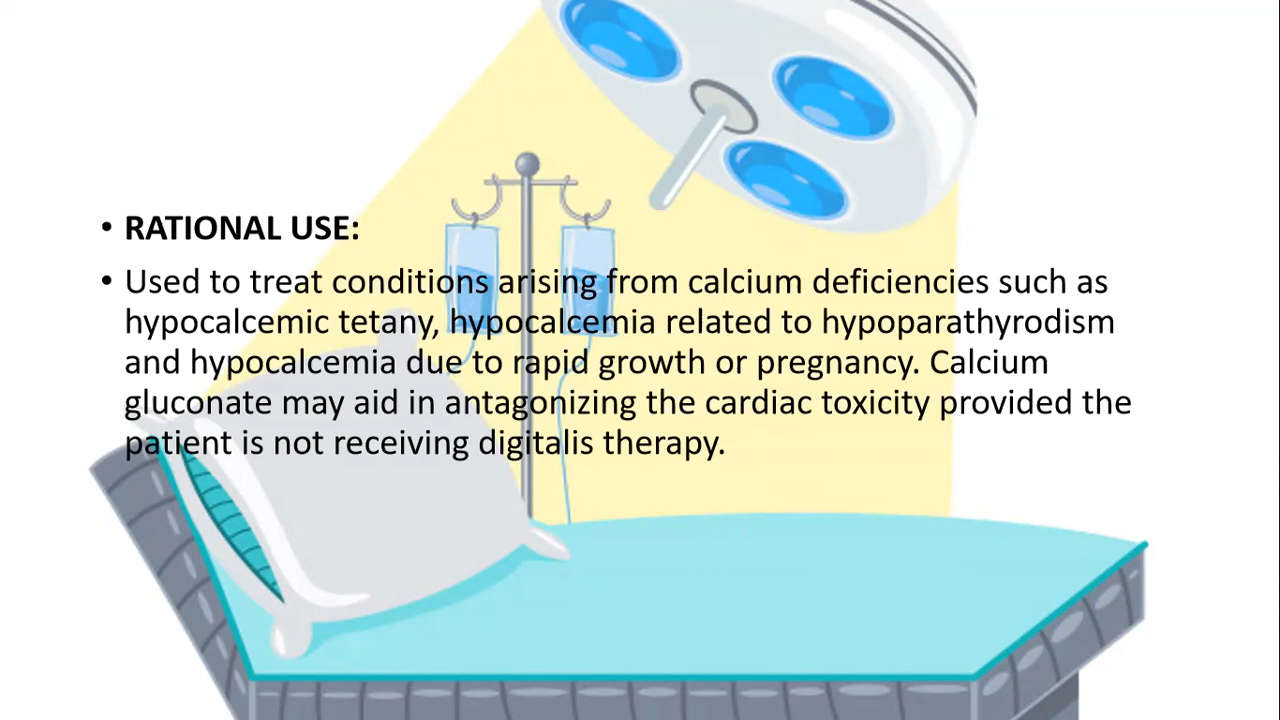 • RATIONAL USE:
• Used to treat conditions arising from calcium deficiencies such as
hypocalcemic tetany, hypocalcemia related to hypoparathyrodism
and hypocalcemia due to rapid growth or pregnancy. Calcium
gluconate may aid in antagonizing the cardiac toxicity provided the
patient is not receiving digitalis therapy.